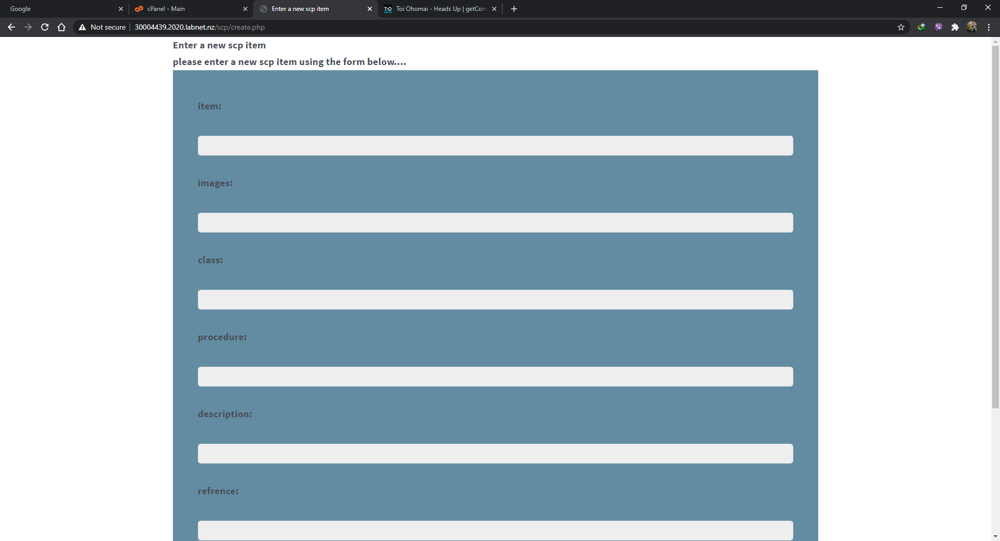 Google
cPanel - Main
Enter a new scp item
T·O Toi Ohomai - Heads Up | getCon
Not secure
30004439.2020.labnet.nz/scp/create.php
Enter a new scp item
please enter a new scp item using the form below....
item:
images:
class:
procedure:
description:
refrence: